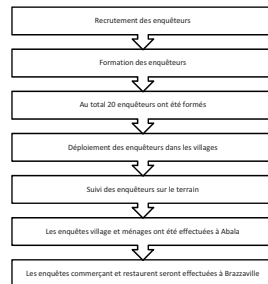 Recrutement des enquêteurs
Formation des enquêteurs
Au total 20 enquêteurs ont été formés
Déploiement des enquêteurs dans les villages
Suivi des enquêteurs sur le terrain
Les enquêtes village et ménages ont été effectuées à Abala
Les enquêtes commerçant et restaurent seront effectuées à Brazzaville